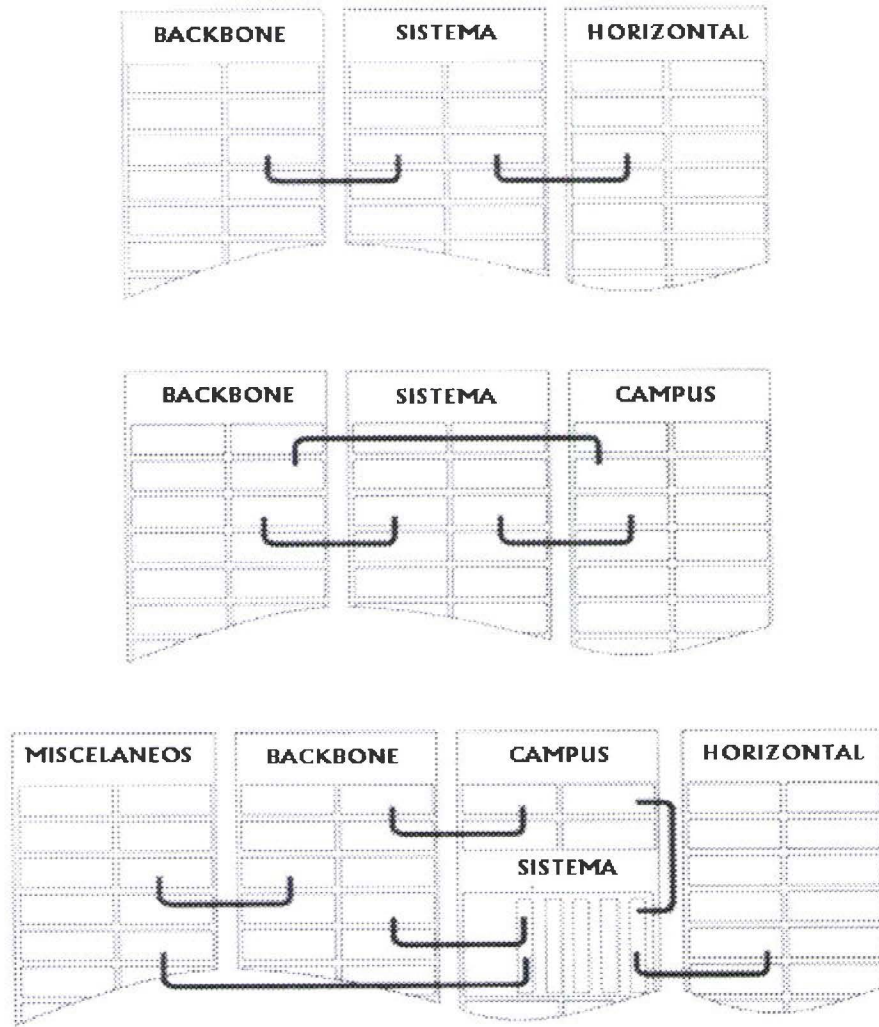 BACKBONE SISTEMA HORIZONTAL
BACKBONE SISTEMA CAMPUS
MISCELANEOS BACKBONE CAMPUS HORIZONTAL
SISTEMA